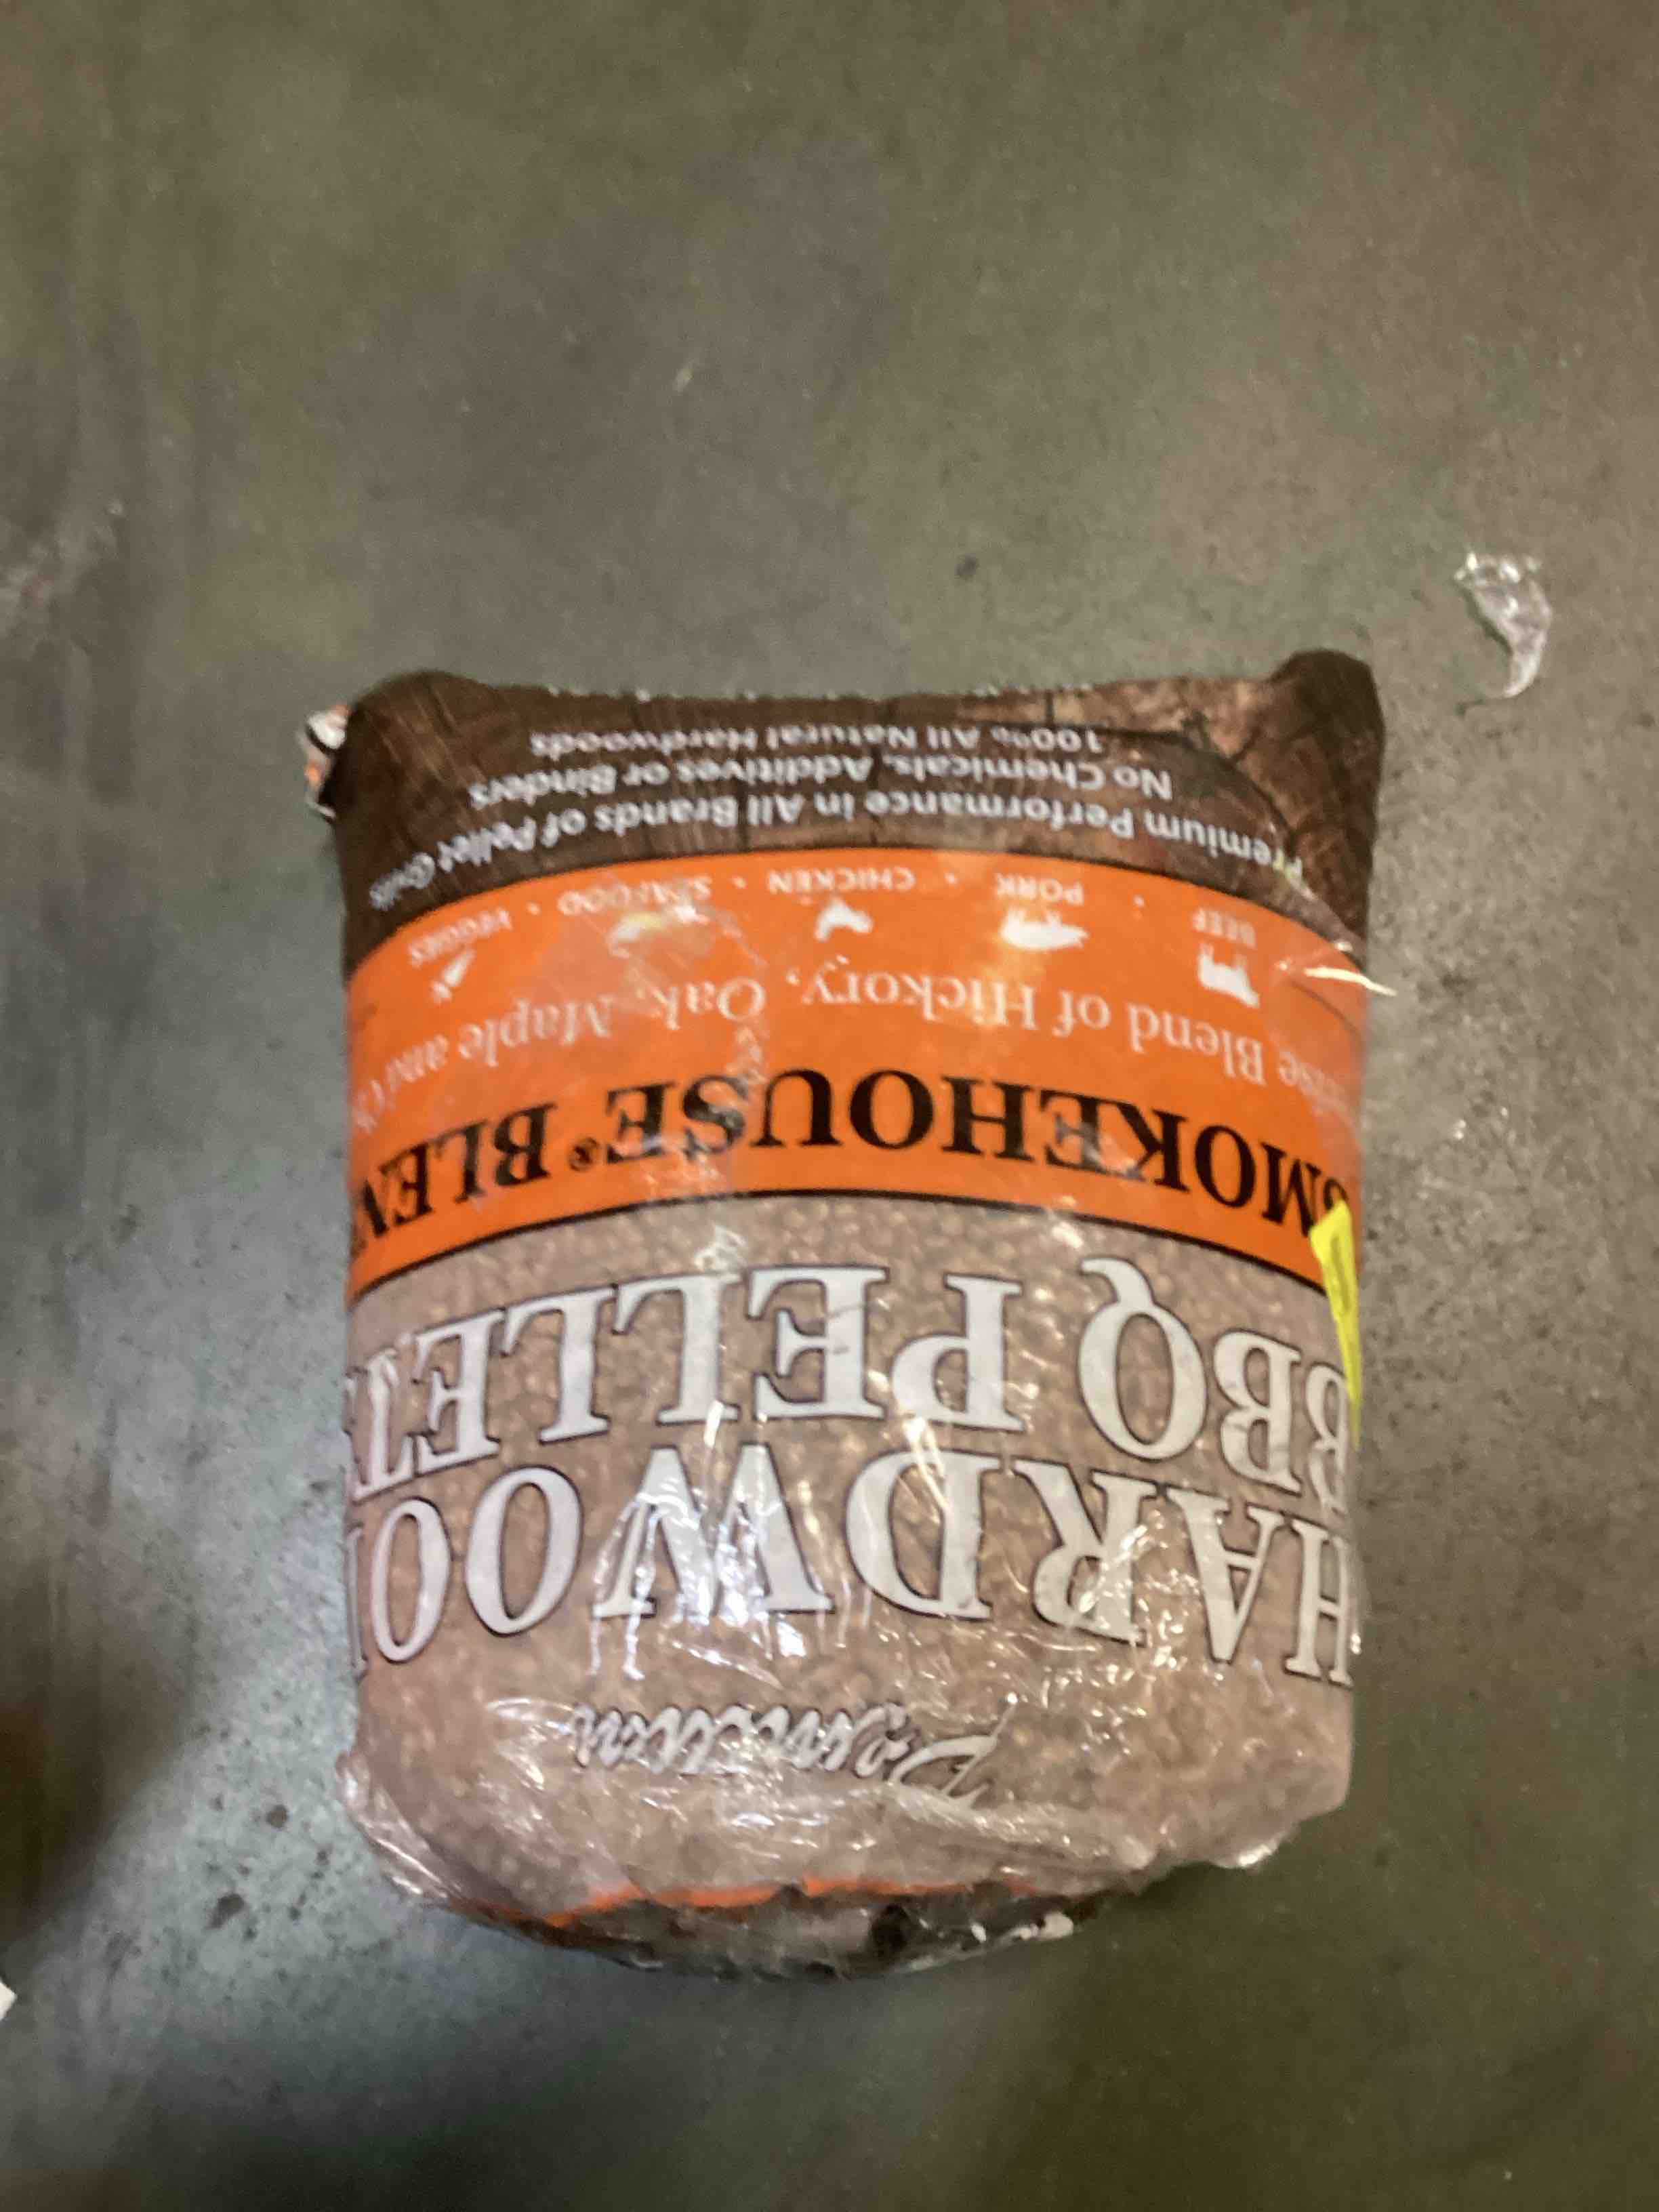 Premium
HARDWOO
BBQ PELLET
SMOKEHOUSE® BLEN
Blend of Hickory, Oak, Maple and
BEEF • PORK • CHICKEN • SEAFOOD • VEGGIES
Premium Performance in All Brands of Pellet Grills
No Chemicals, Additives or Binders
100% All Natural Hardwoods